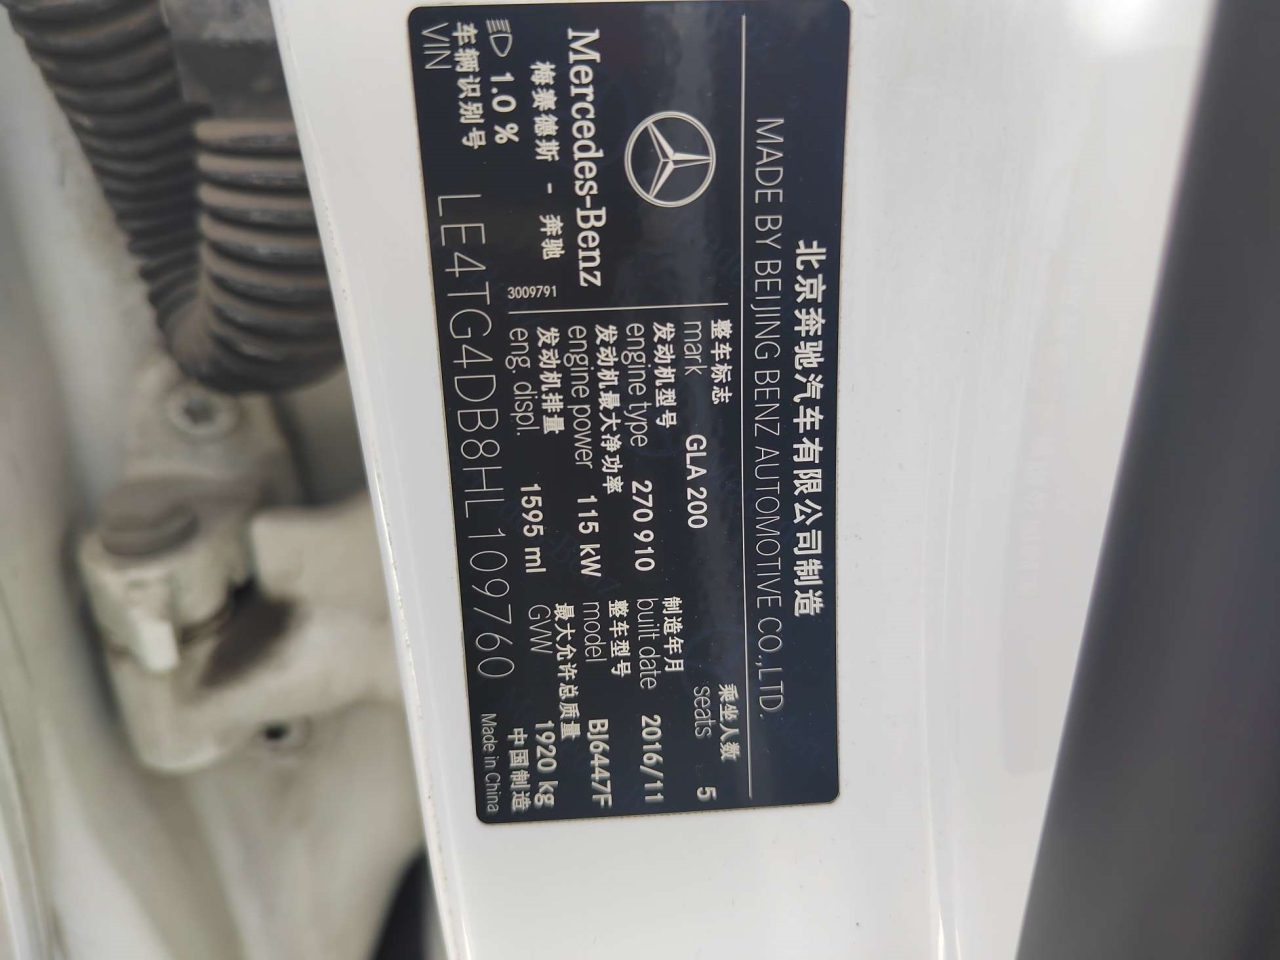 北京奔驰汽车有限公司制造
MADE BY BEIJING BENZ AUTOMOTIVE CO.,LTD.
Mercedes-Benz
梅赛德斯 - 奔驰
3009791
1.0 %
整车标志
mark GLA 200
乘坐人数
seats 5
发动机型号
engine type 270 910
制造年月
built date 2016/11
发动机最大净功率
engine power 115 kW
整车型号
model BJ6447F
发动机排量
eng. displ. 1595 ml
最大允许总质量
GVW 1920 kg
车辆识别号
VIN LE4TG4DB8HL109760
中国制造
Made in China